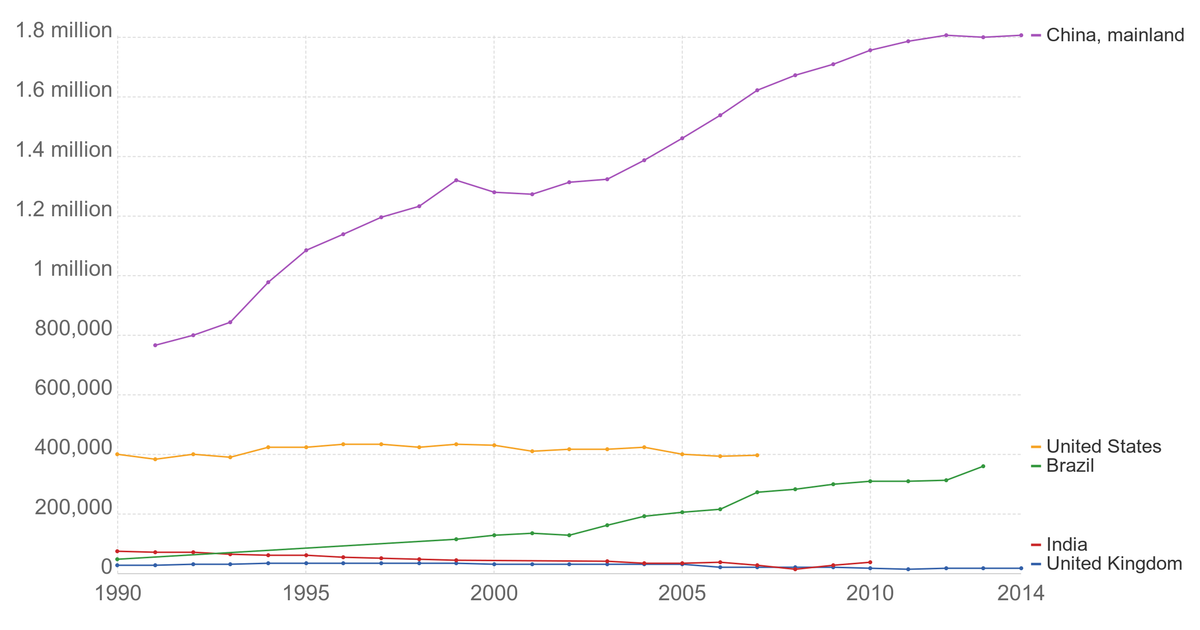 1.8 million
1.6 million
1.4 million
1.2 million
1 million
800,000
600,000
400,000
200,000
0
1990
1995
2000
2005
2010
2014
China, mainland
United States
Brazil
India
United Kingdom